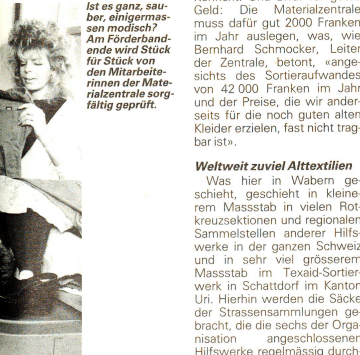 Ist es ganz, sau-
ber, einigermas-
sen modisch?
Am Förderband-
ende wird Stück
für Stück von
den Mitarbeite-
rinnen der Mate-
rialzentrale sorg-
fältig geprüft.
Geld: Die Materialzentrale
muss dafür gut 2000 Franken
im Jahr auslegen, was, wie
Bernhard Schmocker, Leiter
der Zentrale, betont, «ange-
sichts des Sortieraufwandes
von 42 000 Franken im Jahr
und der Preise, die wir ander-
seits für die noch guten alten
Kleider erzielen, fast nicht trag-
bar ist».
Weltweit zuviel Alttextilien
Was hier in Wabern ge-
schieht, geschieht in kleine-
rem Massstab in vielen Rot-
kreuzsektionen und regionalen
Sammelstellen anderer Hilfs-
werke in der ganzen Schweiz
und in sehr viel grösserem
Massstab im Texaid-Sortier-
werk in Schattdorf im Kanton
Uri. Hierhin werden die Säcke
der Strassensammlungen ge-
bracht, die die sechs der Orga-
nisation angeschlossenen
Hilfswerke regelmässig durch-